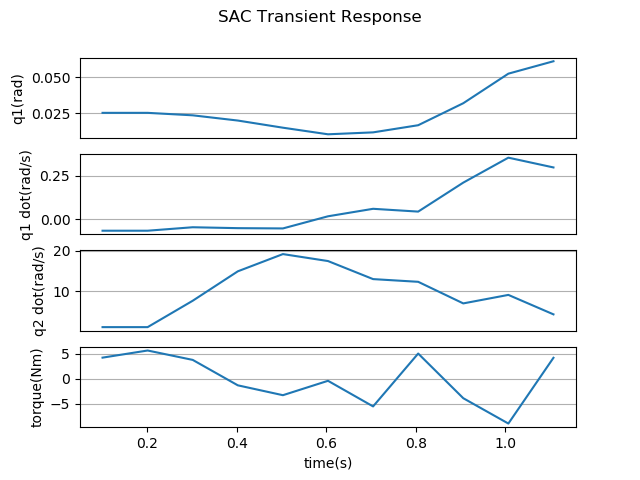 SAC Transient Response
q1(rad)
0.050
0.025
q1 dot(rad/s)
0.25
0.00
q2 dot(rad/s)
20
10
torque(Nm)
5
0
−5
0.2 0.4 0.6 0.8 1.0
time(s)